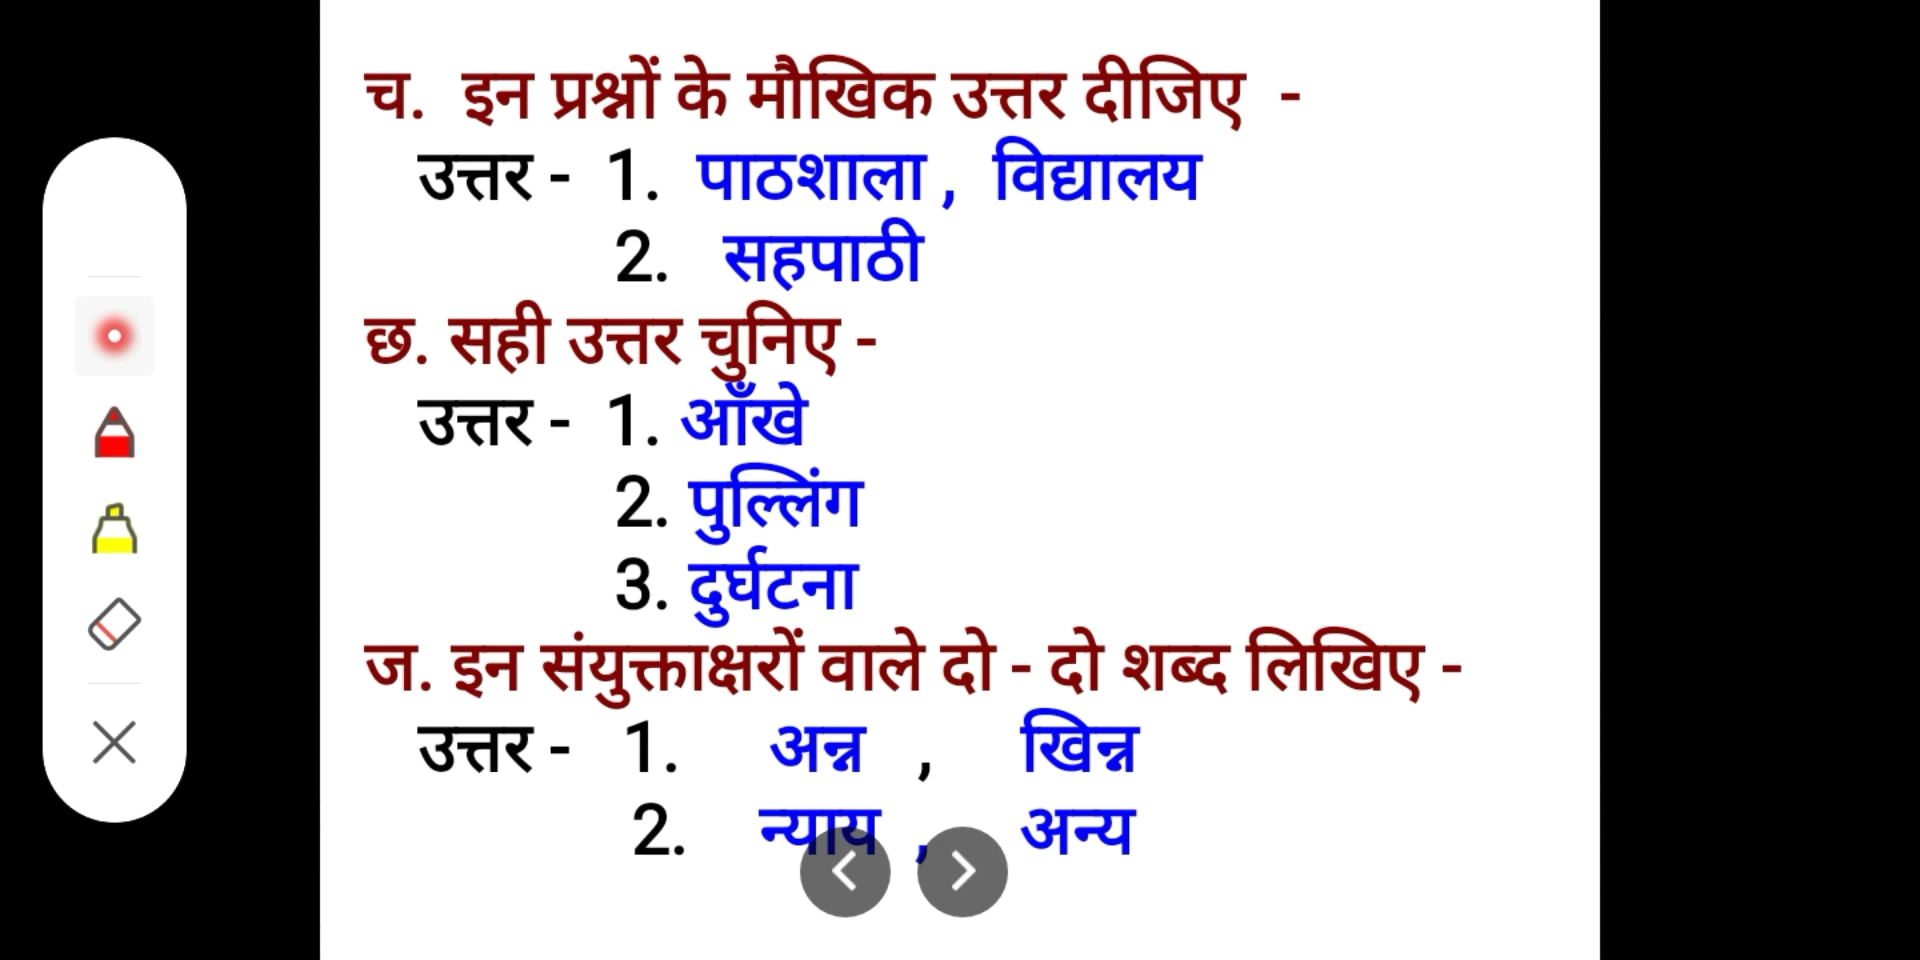 च. इन प्रश्नों के मौखिक उत्तर दीजिए -
उत्तर - 1. पाठशाला , विद्यालय
2. सहपाठी
छ. सही उत्तर चुनिए -
उत्तर - 1. आँखे
2. पुल्लिंग
3. दुर्घटना
ज. इन संयुक्ताक्षरों वाले दो - दो शब्द लिखिए -
उत्तर - 1. अन्न , खिन्न
2. न्याय , अन्य